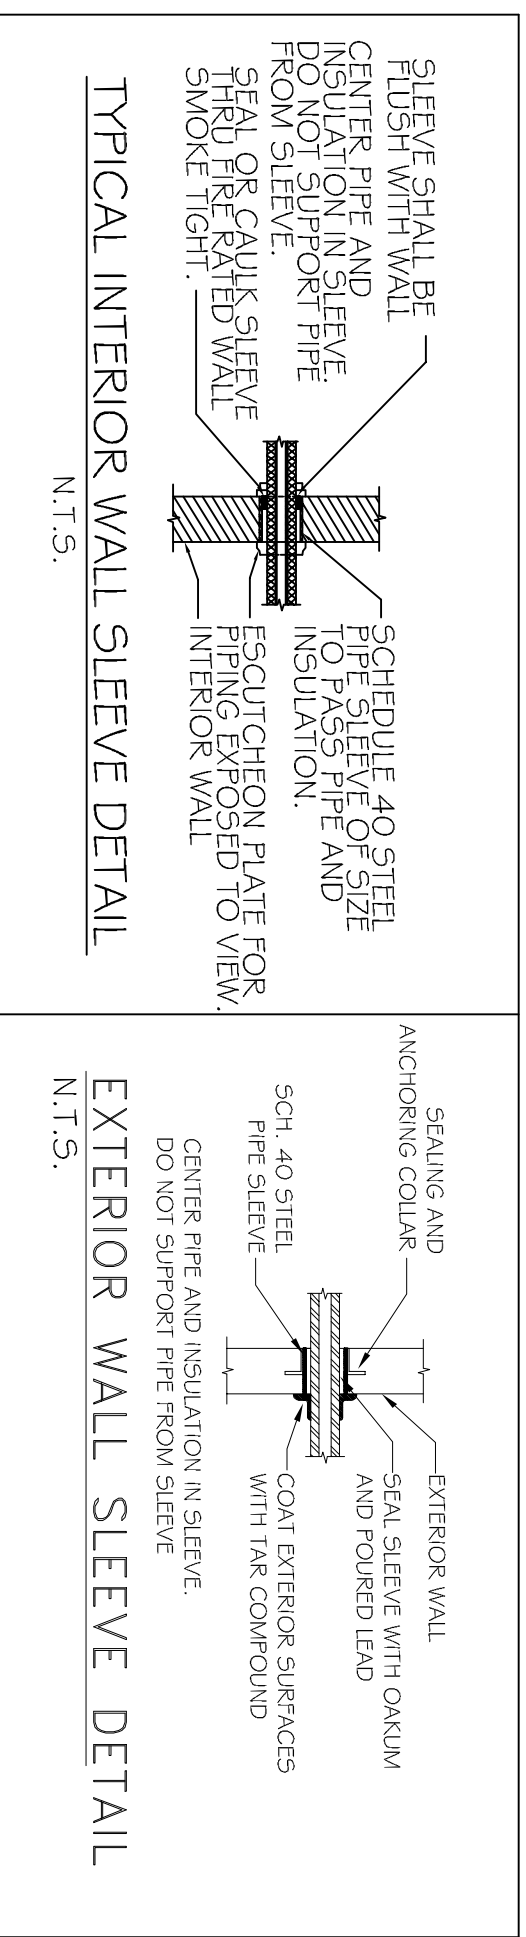 SLEEVE SHALL BE
FLUSH WITH WALL
CENTER PIPE AND
INSULATION IN SLEEVE.
DO NOT SUPPORT PIPE
FROM SLEEVE.
SEAL OR CAULK SLEEVE
THRU FIRE RATED WALL
SMOKE TIGHT.
SCHEDULE 40 STEEL
PIPE SLEEVE OF SIZE
TO PASS PIPE AND
INSULATION.
ESCUTCHEON PLATE FOR
PIPING EXPOSED TO VIEW.
INTERIOR WALL
TYPICAL INTERIOR WALL SLEEVE DETAIL
N.T.S.
SEALING AND
ANCHORING COLLAR
SCH. 40 STEEL
PIPE SLEEVE
EXTERIOR WALL
SEAL SLEEVE WITH OAKUM
AND POURED LEAD
COAT EXTERIOR SURFACES
WITH TAR COMPOUND
CENTER PIPE AND INSULATION IN SLEEVE.
DO NOT SUPPORT PIPE FROM SLEEVE
EXTERIOR WALL SLEEVE DETAIL
N.T.S.